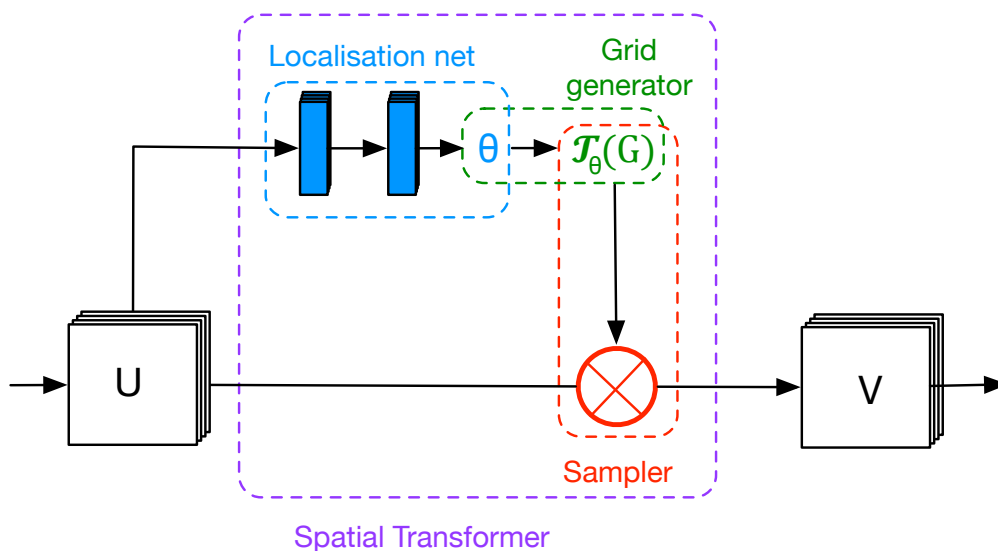 Localisation net
Grid
generator
θ
𝓣θ(G)
U
V
Sampler
Spatial Transformer